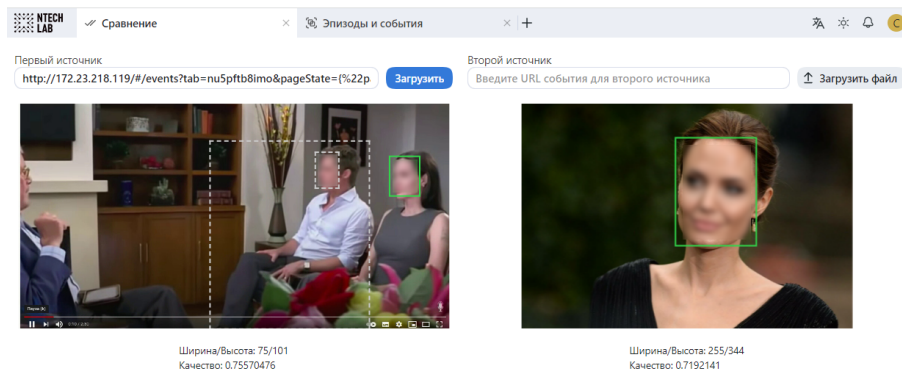 NTECH LAB
Сравнение
Эпизоды и события
C
Первый источник
Второй источник
http://172.23.218.119/#/events?tab=nu5pftb8imo&pageState={%22p
Загрузить
Введите URL события для второго источника
Загрузить файл
Ширина/Высота: 75/101
Ширина/Высота: 255/344
Качество: 0.75570476
Качество: 0.7192141